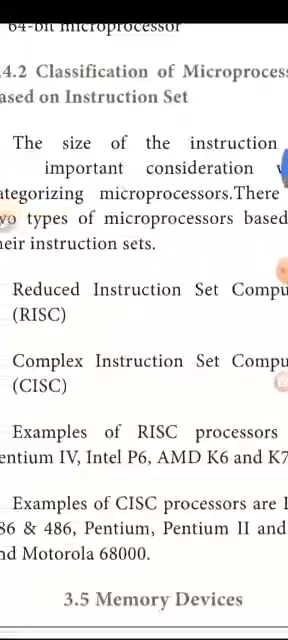 64-bit microprocessor
.4.2 Classification of Microprocess
ased on Instruction Set
The size of the instruction
important consideration
ategorizing microprocessors.There
wo types of microprocessors based
heir instruction sets.
Reduced Instruction Set Compu
(RISC)
Complex Instruction Set Compu
(CISC)
Examples of RISC processors
entium IV, Intel P6, AMD K6 and K7
Examples of CISC processors are I
86 & 486, Pentium, Pentium II and
nd Motorola 68000.
3.5 Memory Devices